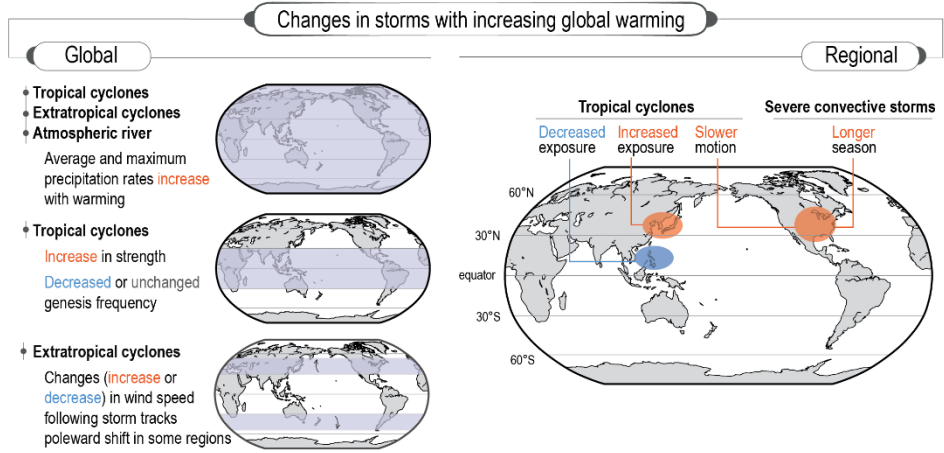 Changes in storms with increasing global warming
Global
Tropical cyclones
Extratropical cyclones
Atmospheric river
Average and maximum
precipitation rates increase
with warming
Tropical cyclones
Increase in strength
Decreased or unchanged
genesis frequency
Extratropical cyclones
Changes (increase or
decrease) in wind speed
following storm tracks
poleward shift in some regions
Regional
Tropical cyclones
Decreased
exposure
Increased
exposure
Slower
motion
Severe convective storms
Longer
season
60°N
30°N
equator
30°S
60°S